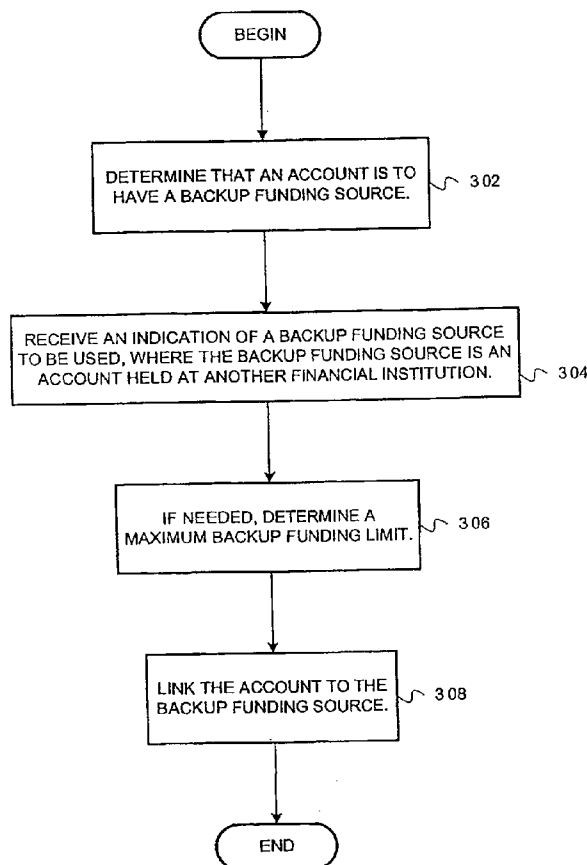 BEGIN
DETERMINE THAT AN ACCOUNT IS TO
HAVE A BACKUP FUNDING SOURCE.
302
RECEIVE AN INDICATION OF A BACKUP FUNDING SOURCE
TO BE USED, WHERE THE BACKUP FUNDING SOURCE IS AN
ACCOUNT HELD AT ANOTHER FINANCIAL INSTITUTION.
304
IF NEEDED, DETERMINE A
MAXIMUM BACKUP FUNDING LIMIT.
306
LINK THE ACCOUNT TO THE
BACKUP FUNDING SOURCE.
308
END